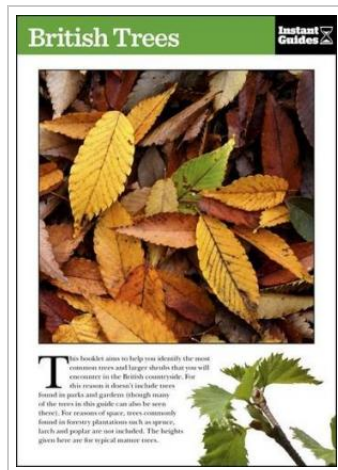 British Trees
Instant
Guides
This booklet aims to help you identify the most
common trees and larger shrubs that you will
encounter in the British countryside. For
this reason it doesn't include trees
found in parks and gardens (though many
of the trees in this guide can also be seen
there). For reasons of space, trees commonly
found in forestry plantations such as spruce,
larch and poplar are not included. The heights
given here are for typical mature trees.